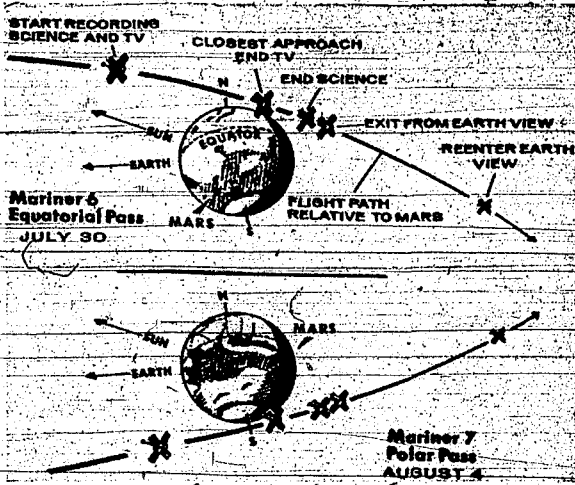 START RECORDING
SCIENCE AND TV
CLOSEST APPROACH
END TV
END SCIENCE
N
EXIT FROM EARTH VIEW
SUN
EQUATOR
REENTER EARTH
VIEW
EARTH
Mariner 6
Equatorial Pass
JULY 30
MARS
FLIGHT PATH
RELATIVE TO MARS
S
N
MARS
SUN
EARTH
S
Mariner 7
Polar Pass
AUGUST 4